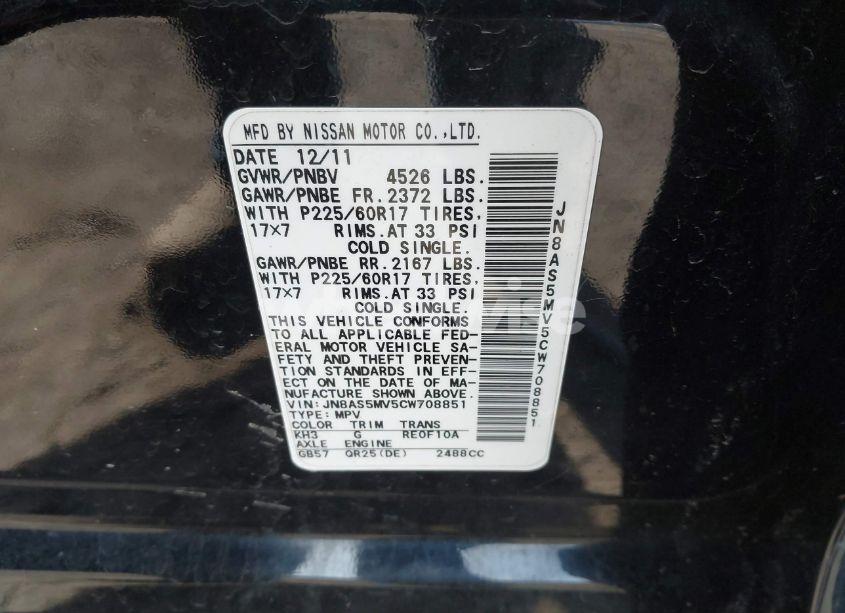 MFD BY NISSAN MOTOR CO.,LTD.
DATE 12/11
GVWR/PNBV 4526 LBS.
GAWR/PNBE FR. 2372 LBS.
WITH P225/60R17 TIRES,
17×7 RIMS.AT 33 PSI
COLD SINGLE.
GAWR/PNBE RR. 2167 LBS.
WITH P225/60R17 TIRES,
17×7 RIMS.AT 33 PSI
COLD SINGLE.
THIS VEHICLE CONFORMS
TO ALL APPLICABLE FED-
ERAL MOTOR VEHICLE SA-
FETY AND THEFT PREVEN-
TION STANDARDS IN EFF-
ECT ON THE DATE OF MA-
NUFACTURE SHOWN ABOVE.
VIN:JN8AS5MV5CW708851
TYPE:MPV
COLOR TRIM TRANS
KH3 G RE0F10A
AXLE ENGINE
GB57 QR25(DE) 2488CC
JN8AS5MV5CW708851